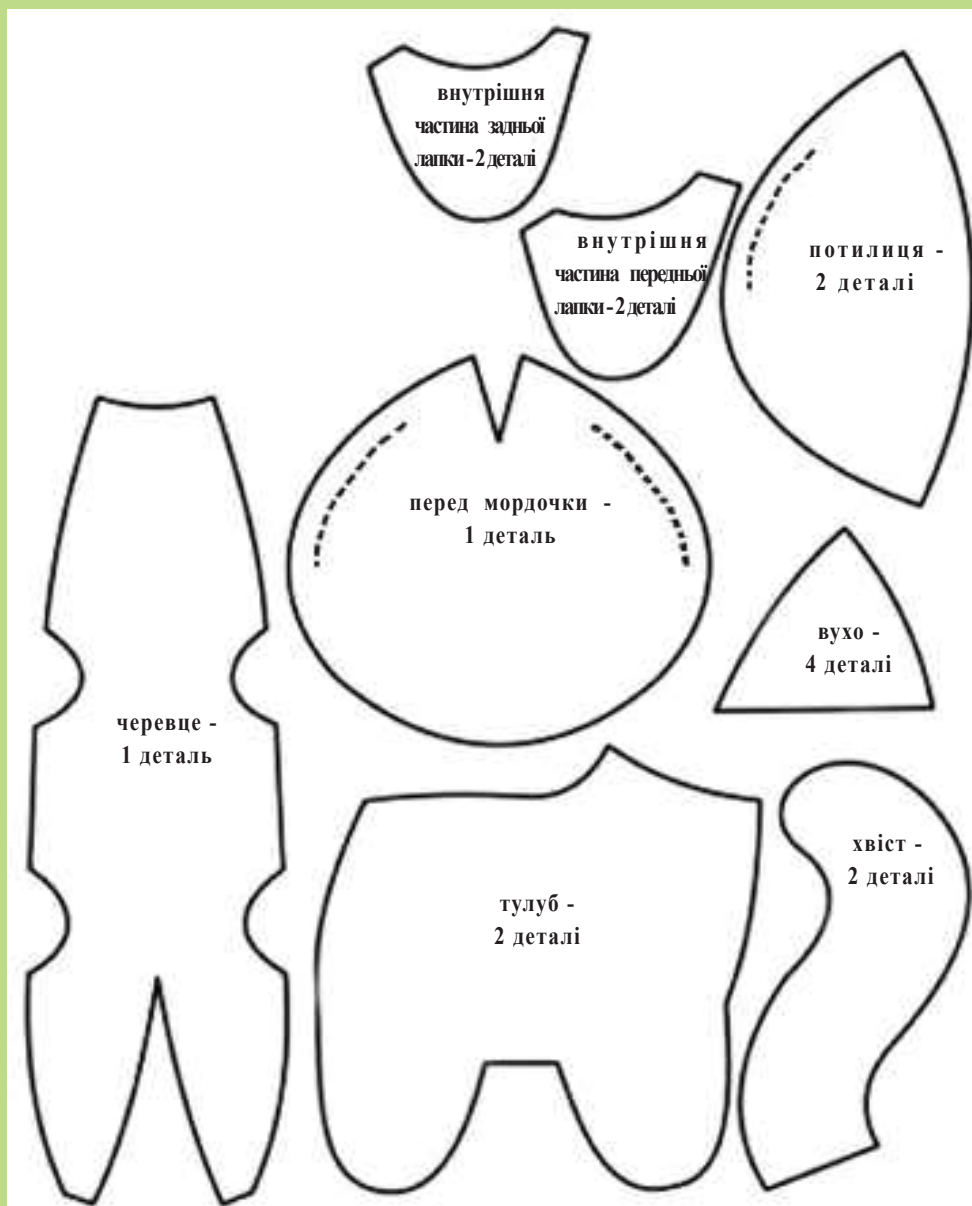 внутрішня
частина задньої
лапки - 2 деталі
внутрішня
частина передньої
лапки - 2 деталі
потилиця -
2 деталі
перед мордочки -
1 деталь
вухо -
4 деталі
черевце -
1 деталь
хвіст -
2 деталі
тулуб -
2 деталі